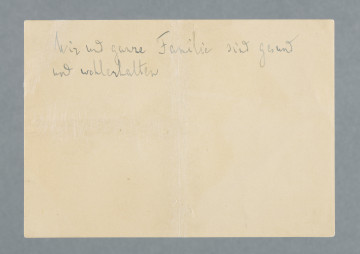 Wir und ganze Familie sind gesund
und wohlerhalten